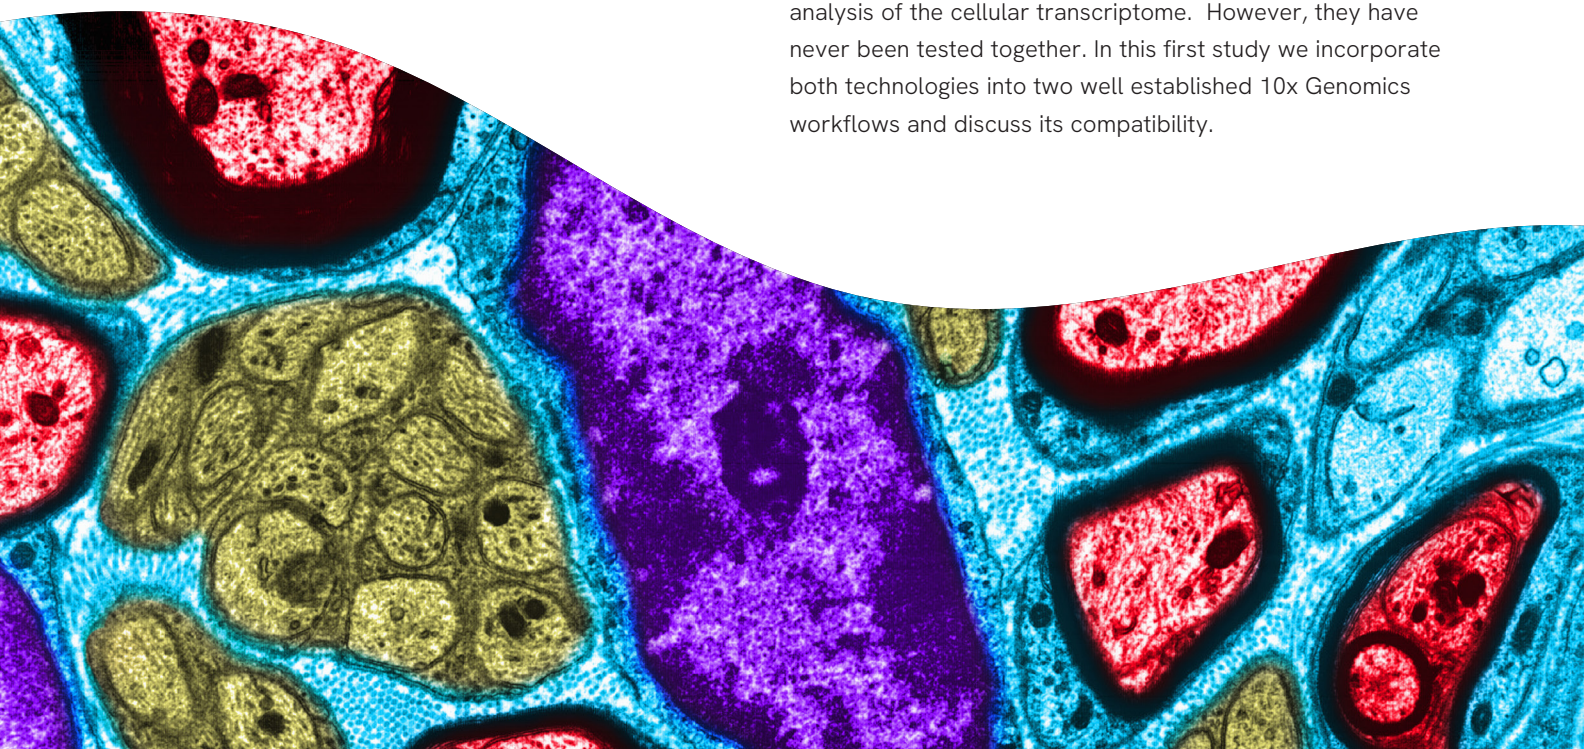 analysis of the cellular transcriptome.  However, they have
never been tested together. In this first study we incorporate
both technologies into two well established 10x Genomics
workflows and discuss its compatibility.